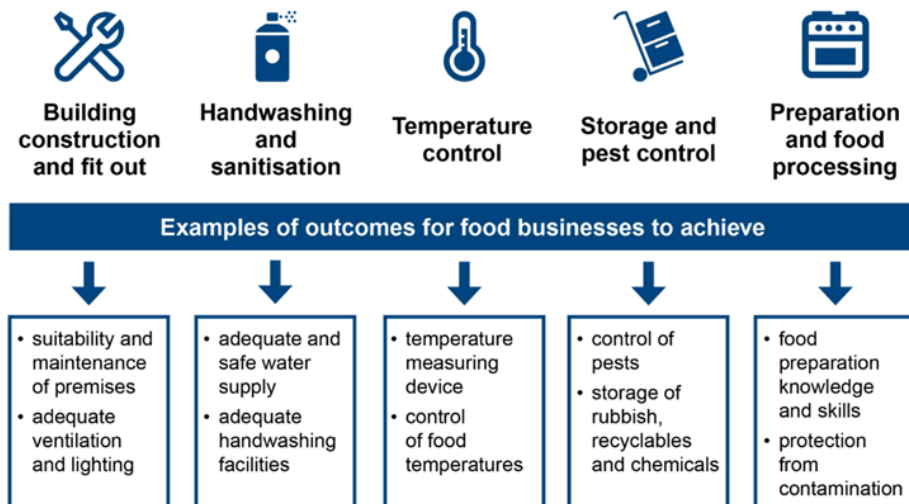 Building
construction
and fit out
Handwashing
and
sanitisation
Temperature
control
Storage and
pest control
Preparation
and food
processing
Examples of outcomes for food businesses to achieve
• suitability and
maintenance
of premises
• adequate
ventilation
and lighting
• adequate and
safe water
supply
• adequate
handwashing
facilities
• temperature
measuring
device
• control
of food
temperatures
• control of
pests
• storage of
rubbish,
recyclables
and chemicals
• food
preparation
knowledge
and skills
• protection
from
contamination